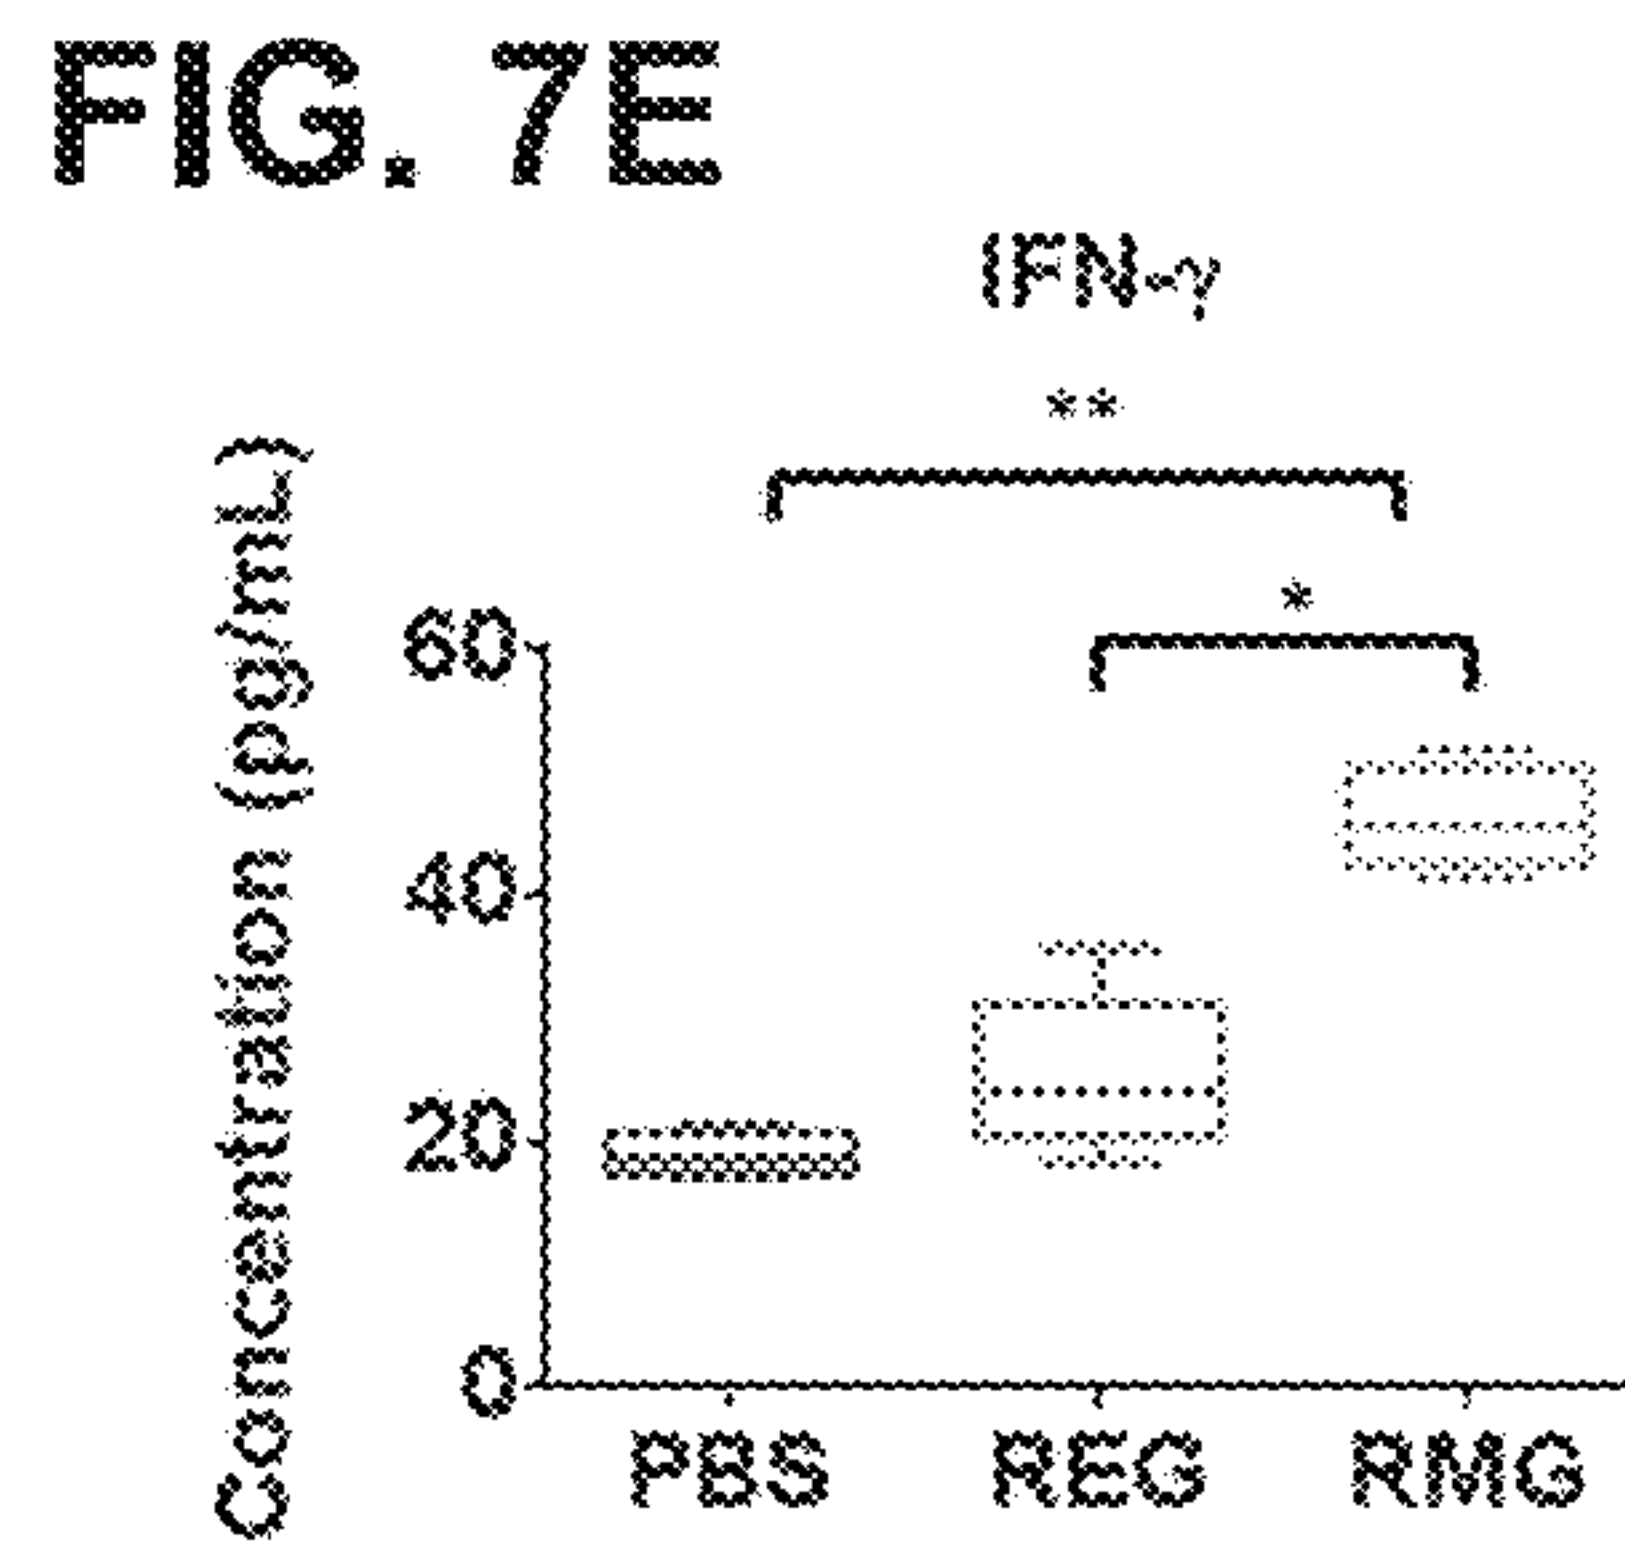 FIG. 7E
IFN-γ
**
*
Concentration (pg/mL)
60
40
20
0
PBS REG RMG